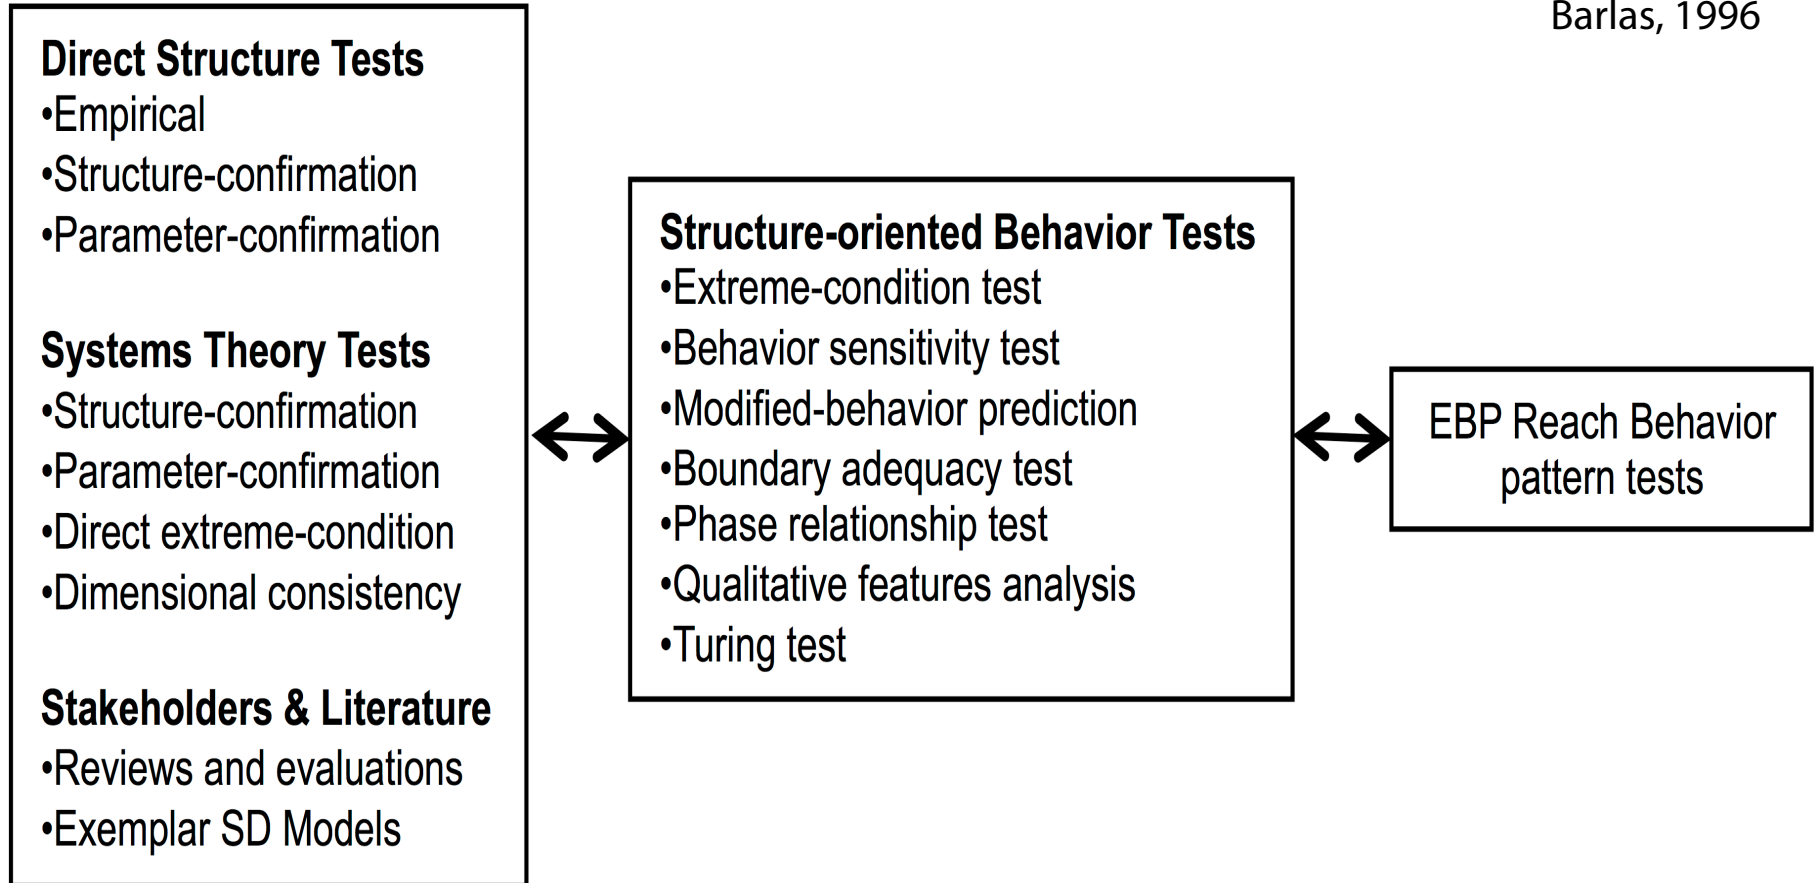 Barlas, 1996
Direct Structure Tests
•Empirical
•Structure-confirmation
•Parameter-confirmation
Systems Theory Tests
•Structure-confirmation
•Parameter-confirmation
•Direct extreme-condition
•Dimensional consistency
Stakeholders & Literature
•Reviews and evaluations
•Exemplar SD Models
Structure-oriented Behavior Tests
•Extreme-condition test
•Behavior sensitivity test
•Modified-behavior prediction
•Boundary adequacy test
•Phase relationship test
•Qualitative features analysis
•Turing test
EBP Reach Behavior
pattern tests